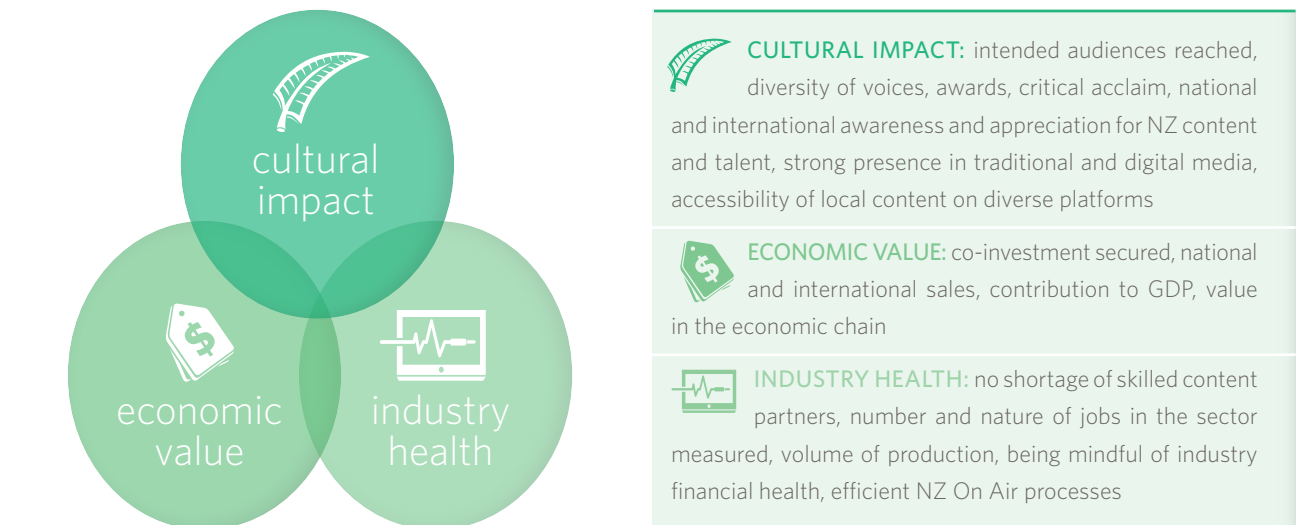 cultural
impact
economic
value
industry
health
CULTURAL IMPACT: intended audiences reached,
diversity of voices, awards, critical acclaim, national
and international awareness and appreciation for NZ content
and talent, strong presence in traditional and digital media,
accessibility of local content on diverse platforms
ECONOMIC VALUE: co-investment secured, national
and international sales, contribution to GDP, value
in the economic chain
INDUSTRY HEALTH: no shortage of skilled content
partners, number and nature of jobs in the sector
measured, volume of production, being mindful of industry
financial health, efficient NZ On Air processes